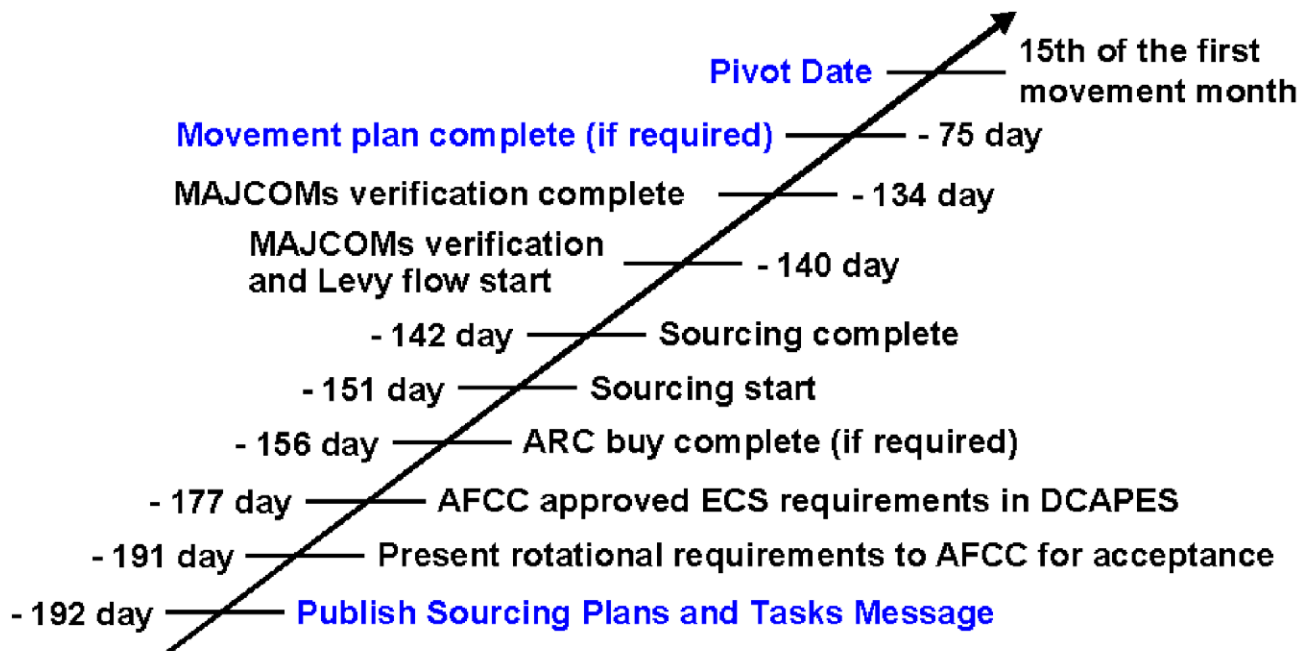 Pivot Date
15th of the first
movement month
Movement plan complete (if required)
- 75 day
MAJCOMs verification complete
- 134 day
MAJCOMs verification
and Levy flow start
- 140 day
- 142 day
Sourcing complete
- 151 day
Sourcing start
- 156 day
ARC buy complete (if required)
- 177 day
AFCC approved ECS requirements in DCAPES
- 191 day
Present rotational requirements to AFCC for acceptance
- 192 day
Publish Sourcing Plans and Tasks Message